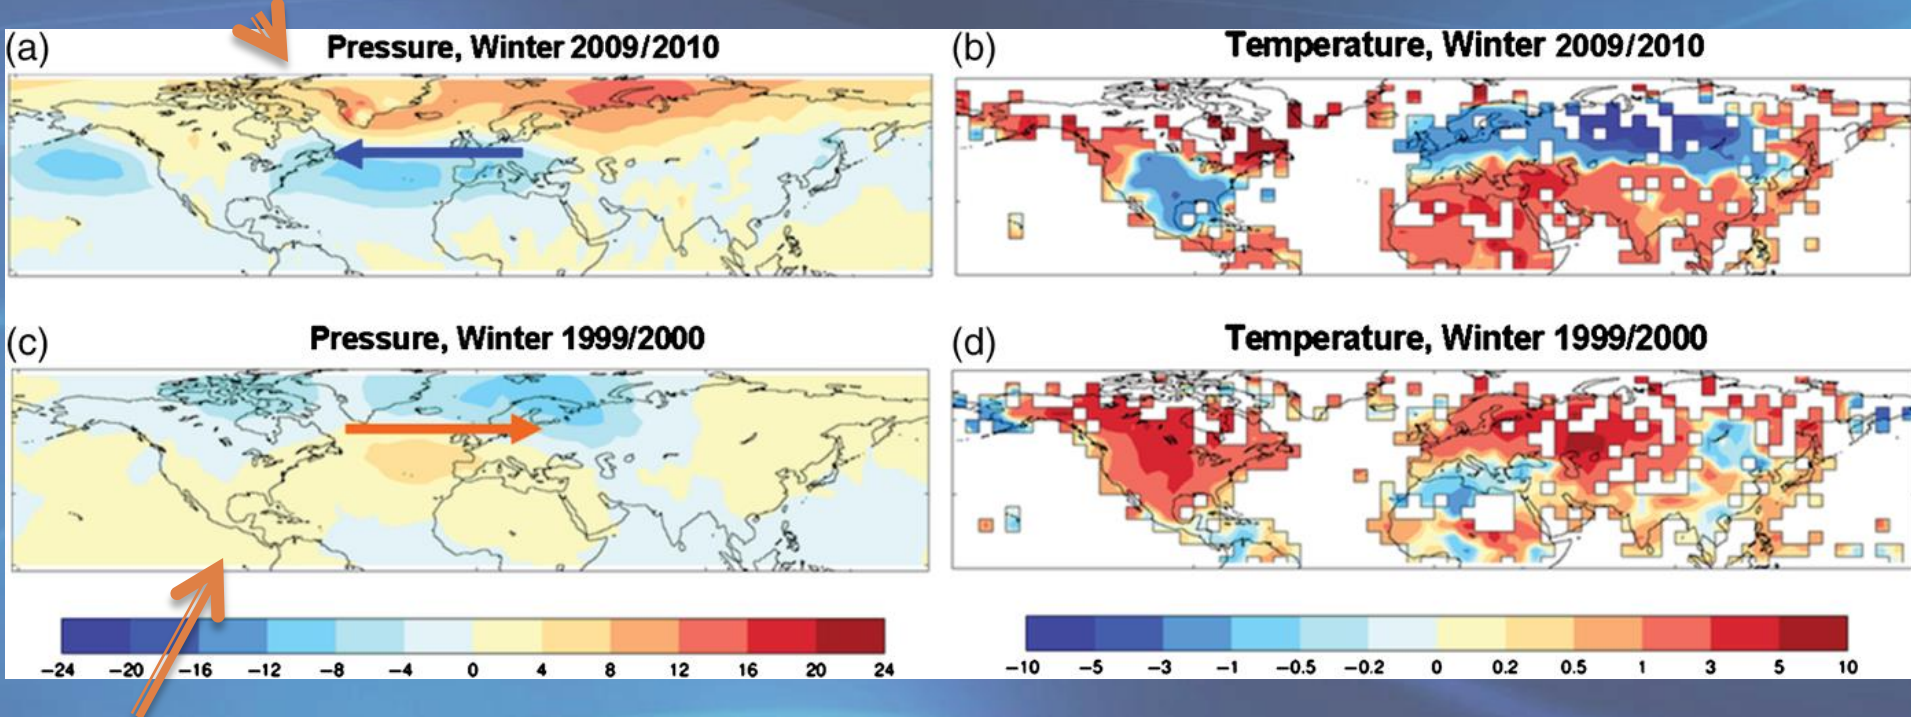 (a) Pressure, Winter 2009/2010
(b) Temperature, Winter 2009/2010
(c) Pressure, Winter 1999/2000
(d) Temperature, Winter 1999/2000
−24 −20 −16 −12 −8 −4 0 4 8 12 16 20 24
−10 −5 −3 −1 −0.5 −0.2 0 0.2 0.5 1 3 5 10